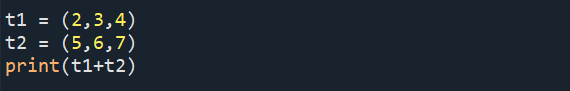 t1 = (2,3,4)
t2 = (5,6,7)
print(t1+t2)